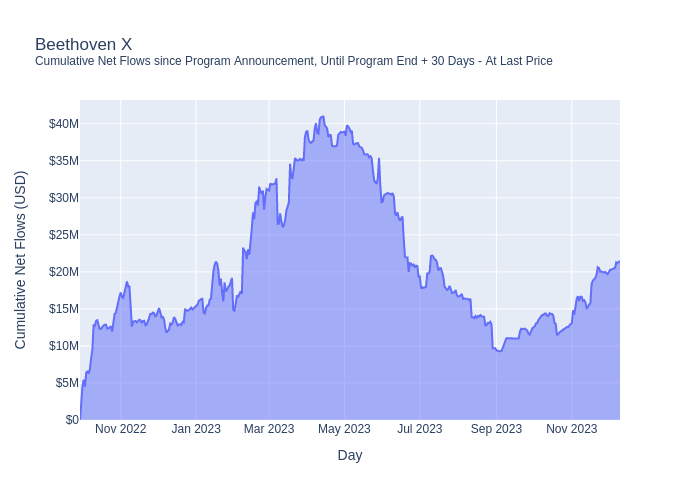 Beethoven X
Cumulative Net Flows since Program Announcement, Until Program End + 30 Days - At Last Price
Cumulative Net Flows (USD)
$40M
$35M
$30M
$25M
$20M
$15M
$10M
$5M
$0
Nov 2022
Jan 2023
Mar 2023
May 2023
Jul 2023
Sep 2023
Nov 2023
Day